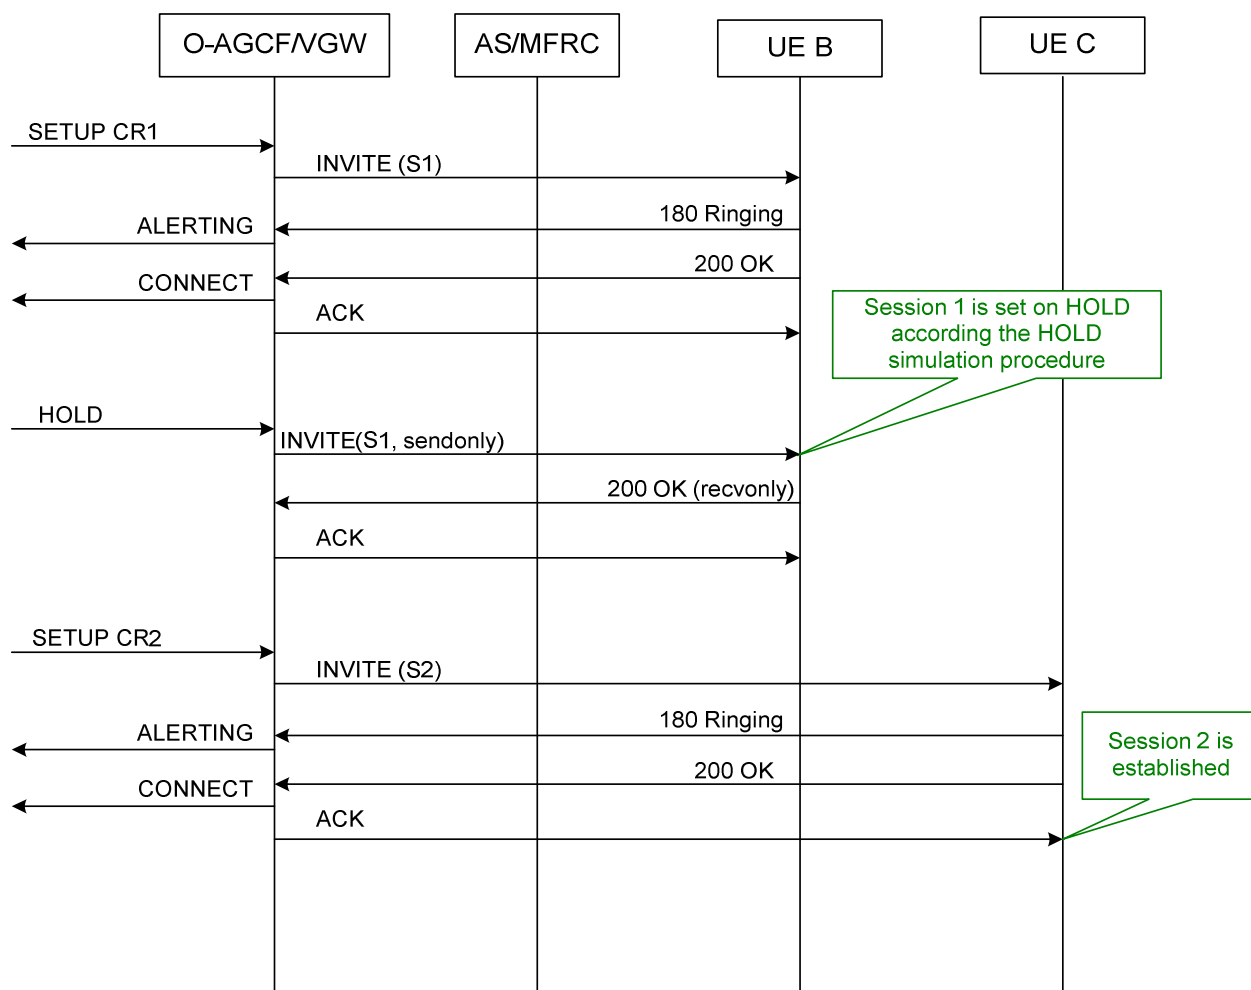 O-AGCF/VGW
AS/MFRC
UE B
UE C
SETUP CR1
INVITE (S1)
180 Ringing
ALERTING
200 OK
CONNECT
ACK
Session 1 is set on HOLD
according the HOLD
simulation procedure
HOLD
INVITE(S1, sendonly)
200 OK (recvonly)
ACK
SETUP CR2
INVITE (S2)
180 Ringing
ALERTING
Session 2 is
established
200 OK
CONNECT
ACK